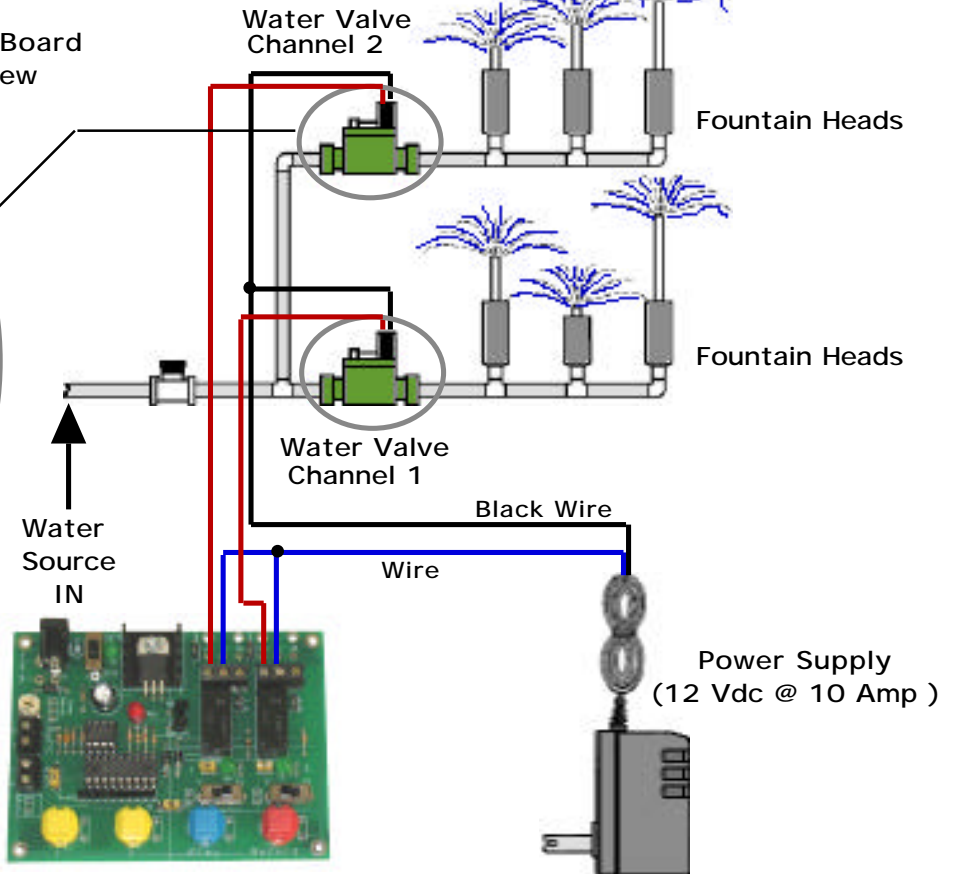 Water Valve
Channel 2
Board
ew
Fountain Heads
Fountain Heads
Water Valve
Channel 1
Black Wire
Water
Source
IN
Wire
Power Supply
(12 Vdc @ 10 Amp )